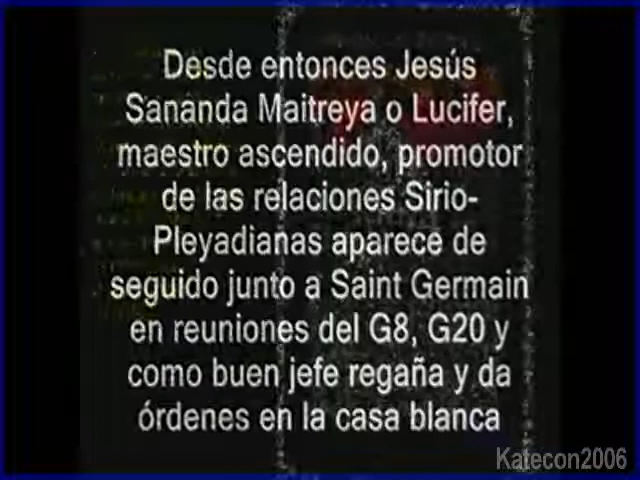 Desde entonces Jesús
Sananda Maitreya o Lucifer,
maestro ascendido, promotor
de las relaciones Sirio-
Pleyadianas aparece de
seguido junto a Saint Germain
en reuniones del G8, G20 y
como buen jefe regaña y da
órdenes en la casa blanca
Katecon2006